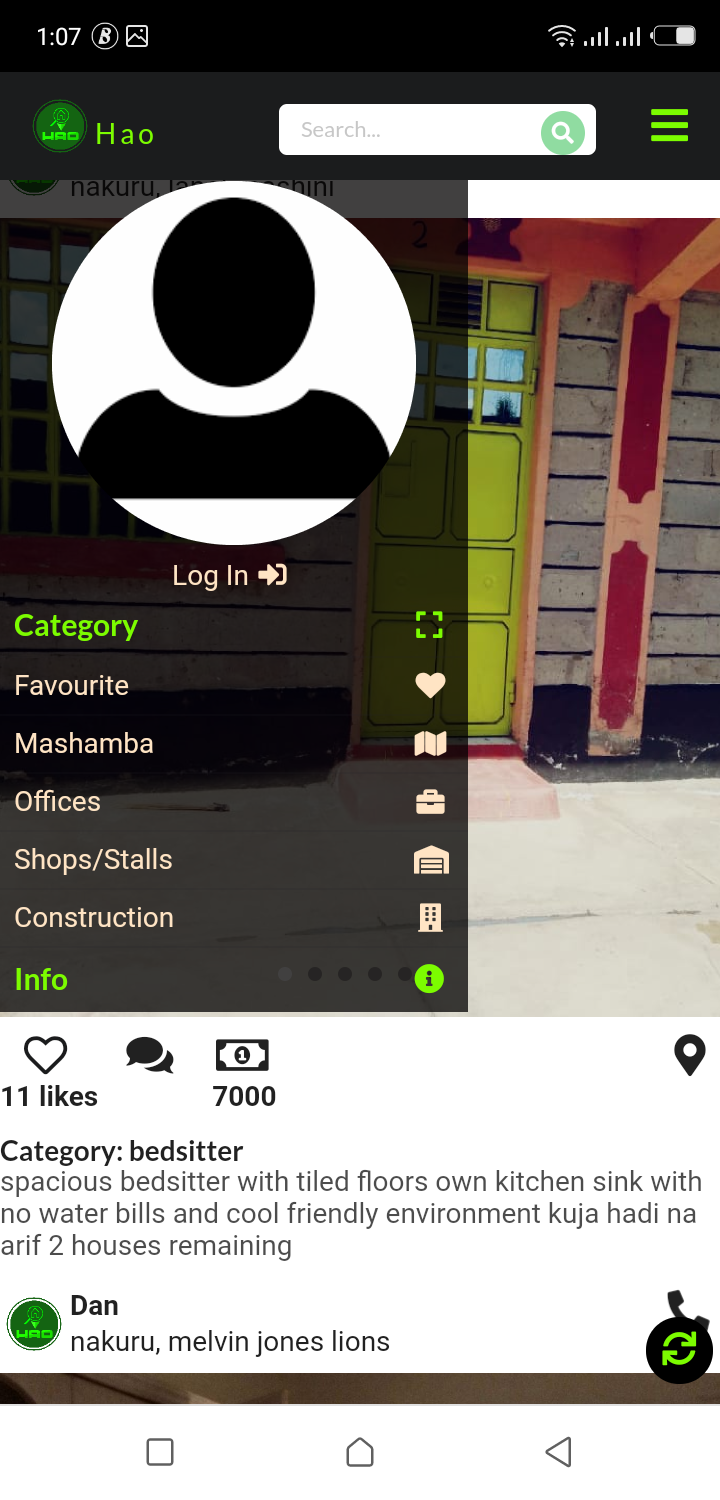 1:07
HAO
Hao
Search...
nakuru,
2
Log In
Category
Favourite
Mashamba
Offices
Shops/Stalls
Construction
Info
1
11 likes
7000
Category: bedsitter
spacious bedsitter with tiled floors own kitchen sink with
no water bills and cool friendly environment kuja hadi na
arif 2 houses remaining
HAO
Dan
nakuru, melvin jones lions